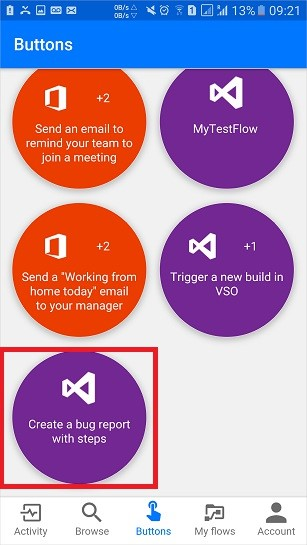 0B/s
0B/s
1
13%
09:21
Buttons
+2
Send an email to
remind your team to
join a meeting
MyTestFlow
+2
Send a "Working from
home today" email
to your manager
+1
Trigger a new build in
VSO
Create a bug report
with steps
Activity
Browse
Buttons
My flows
Account